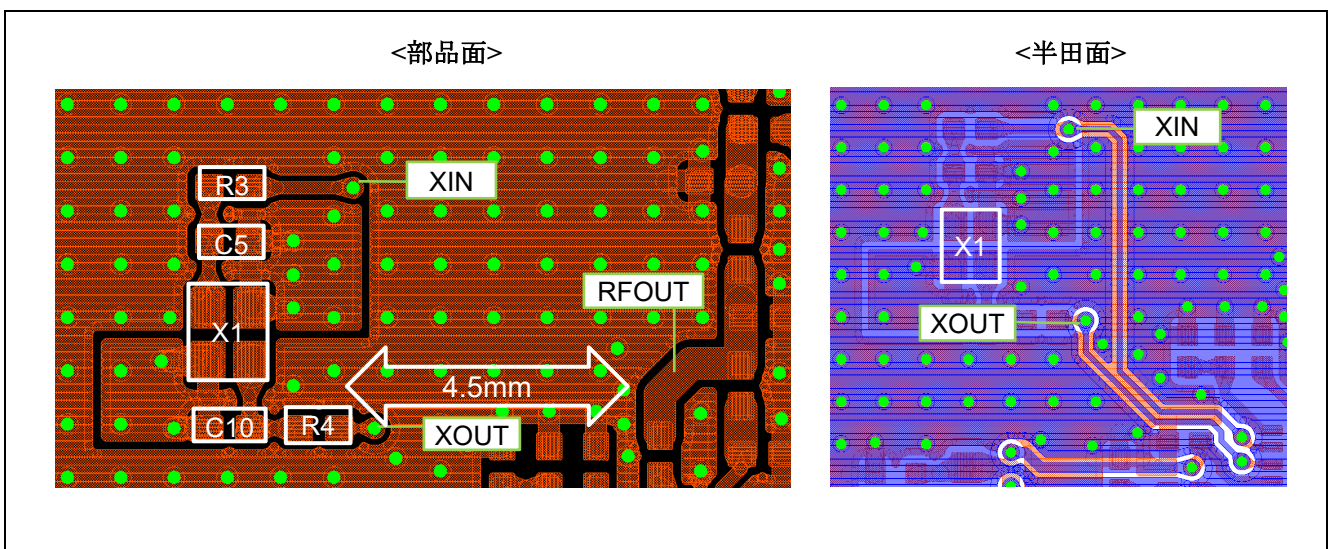 <部品面>
<半田面>
R3
XIN
C5
RFOUT
X1
4.5mm
C10
R4
XOUT
XIN
X1
XOUT